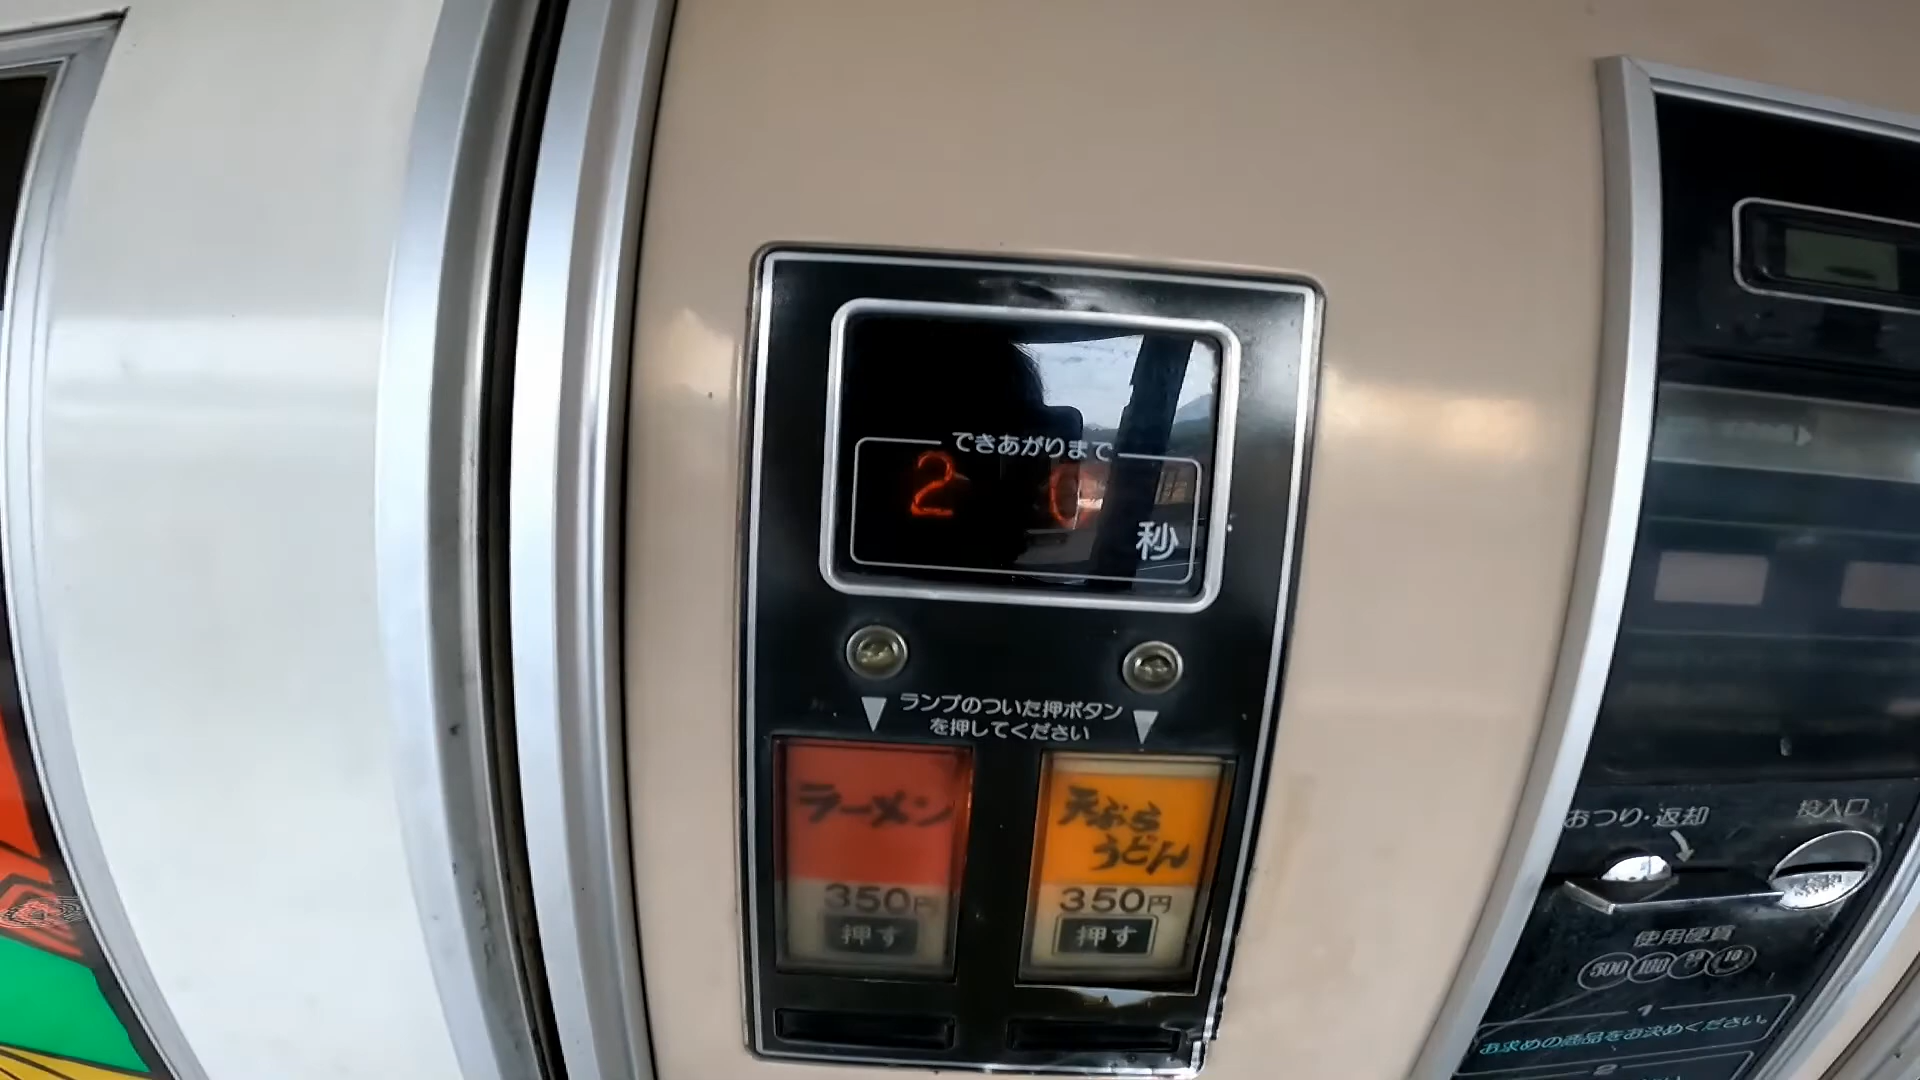 できあがりまで
2 0
秒
ランプのついた押ボタン
を押してください
ラーメン
350円
押す
天ぷら
うどん
350円
押す
おつり・返却
投入口
使用硬貨
500 100 50 10
1
お求めの商品をお決めください。
2